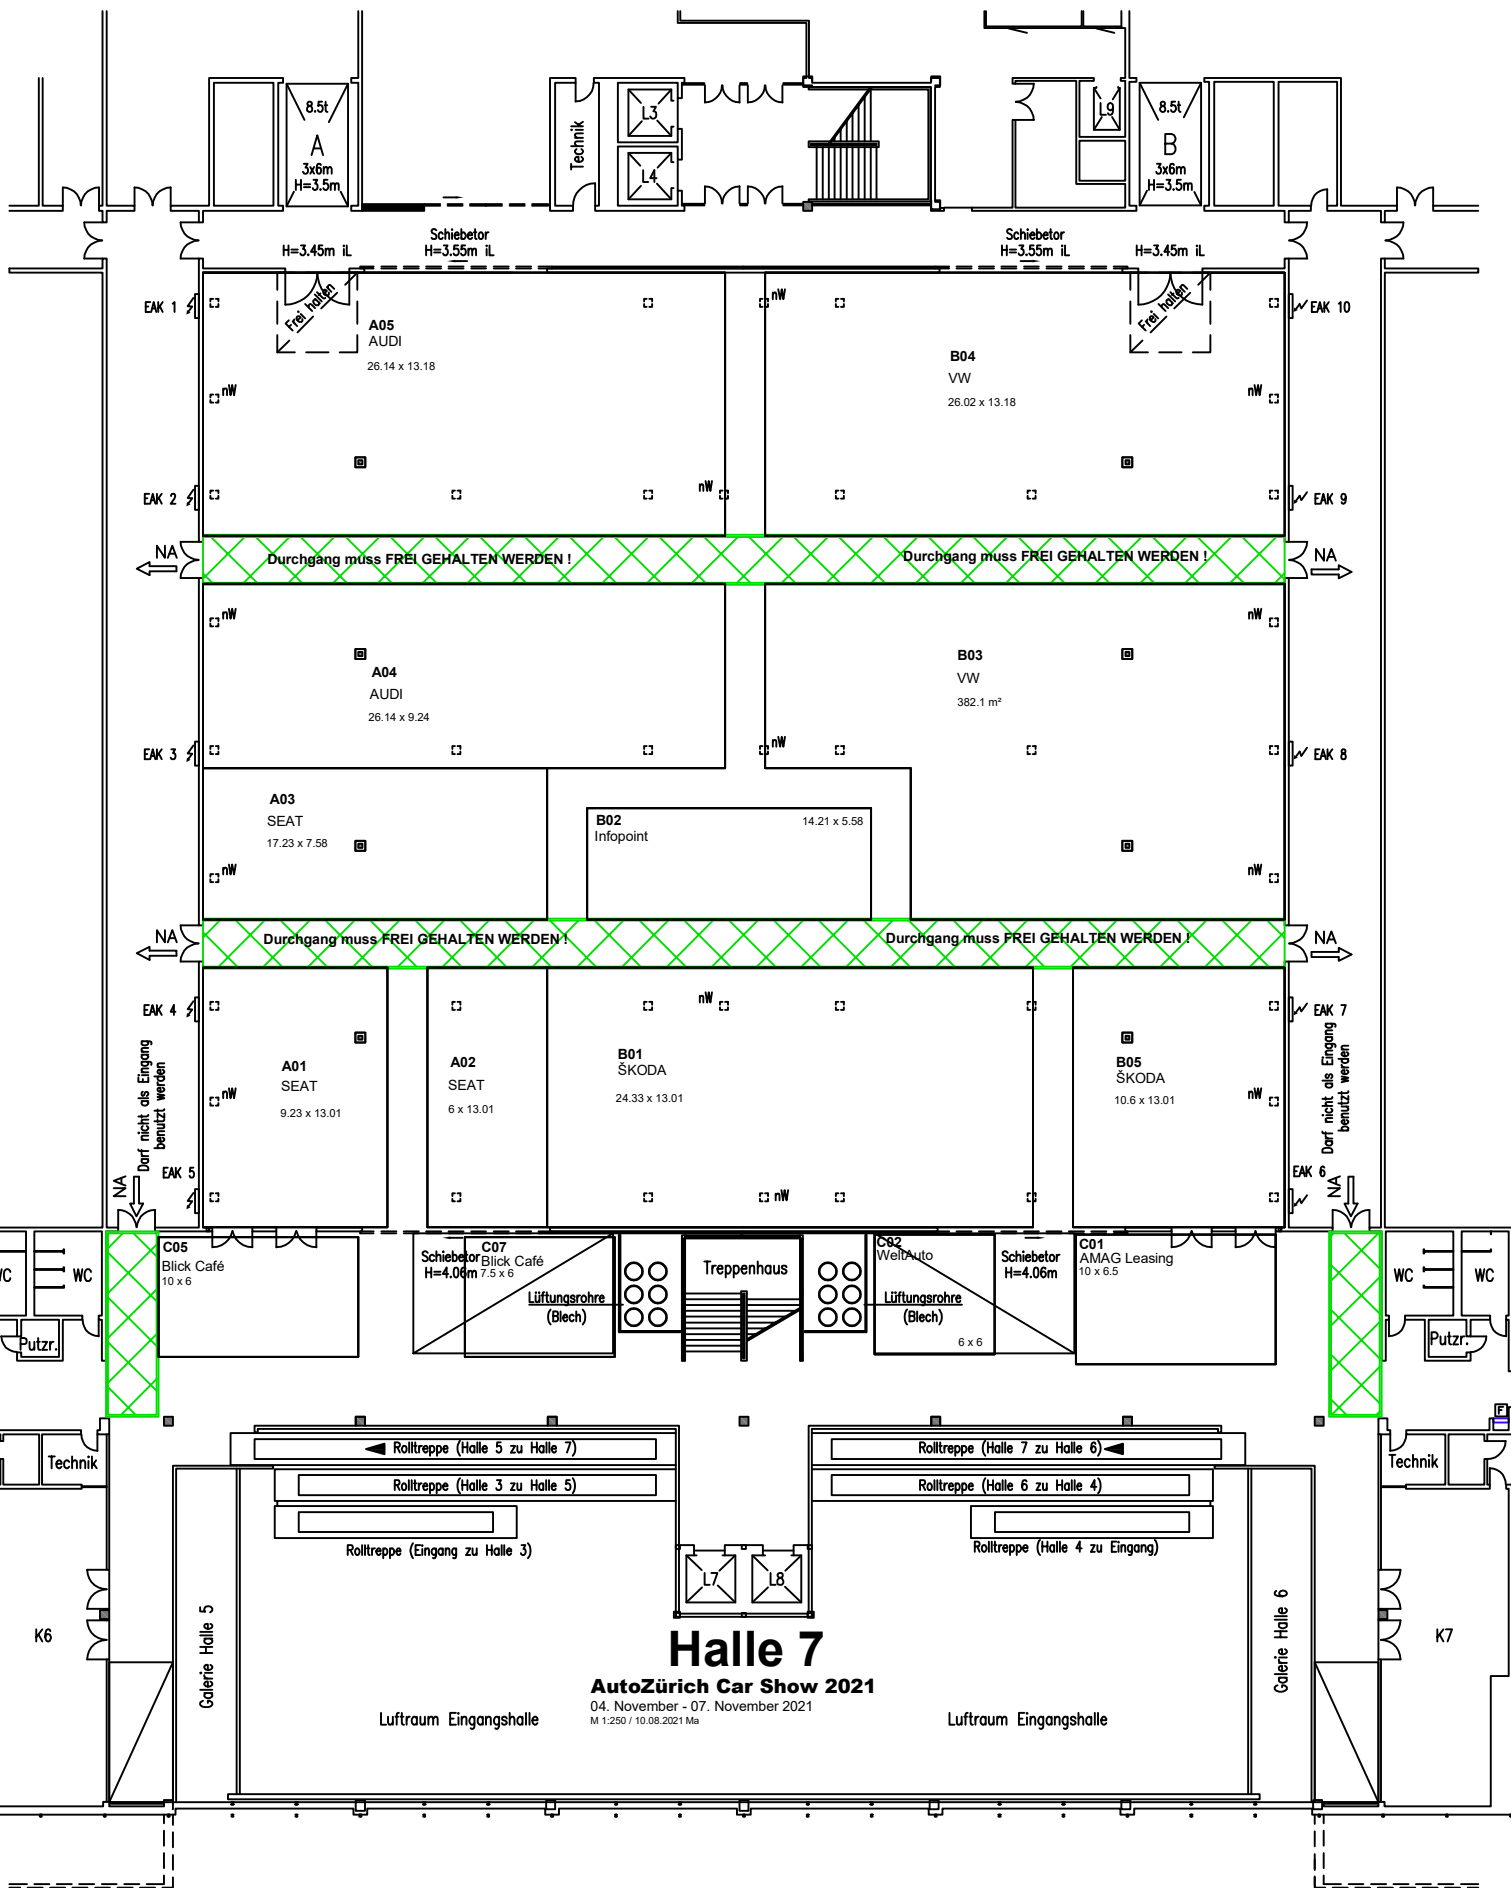 8.5t
A
3x6m
H=3.5m
Technik
L3
L4
L9
8.5t
B
3x6m
H=3.5m
H=3.45m iL
Schiebetor
H=3.55m iL
Schiebetor
H=3.55m iL
H=3.45m iL
EAK 1
Frei halten
A05
AUDI
26.14 x 13.18
nW
B04
VW
26.02 x 13.18
Frei halten
EAK 10
nW
nW
EAK 2
nW
EAK 9
NA
Durchgang muss FREI GEHALTEN WERDEN !
Durchgang muss FREI GEHALTEN WERDEN !
NA
nW
nW
A04
AUDI
26.14 x 9.24
B03
VW
382.1 m²
EAK 3
nW
EAK 8
A03
SEAT
17.23 x 7.58
B02
Infopoint
14.21 x 5.58
nW
nW
NA
Durchgang muss FREI GEHALTEN WERDEN !
Durchgang muss FREI GEHALTEN WERDEN !
NA
EAK 4
nW
EAK 7
Darf nicht als Eingang
benutzt werden
A01
SEAT
9.23 x 13.01
nW
A02
SEAT
6 x 13.01
B01
ŠKODA
24.33 x 13.01
B05
ŠKODA
10.6 x 13.01
nW
Darf nicht als Eingang
benutzt werden
EAK 5
nW
EAK 6
NA
NA
WC
WC
C05
Blick Café
10 x 6
Schiebetor
H=4.06m
C07
Blick Café
7.5 x 6
Lüftungsrohre
(Blech)
Treppenhaus
C02
WeltAuto
Lüftungsrohre
(Blech)
6 x 6
Schiebetor
H=4.06m
C01
AMAG Leasing
10 x 6.5
WC
WC
Putzr.
Putzr.
F
Technik
Rolltreppe (Halle 5 zu Halle 7)
Rolltreppe (Halle 7 zu Halle 6)
Technik
Rolltreppe (Halle 3 zu Halle 5)
Rolltreppe (Halle 6 zu Halle 4)
Rolltreppe (Eingang zu Halle 3)
Rolltreppe (Halle 4 zu Eingang)
L7
L8
K6
Galerie Halle 5
Galerie Halle 6
K7
Halle 7
AutoZürich Car Show 2021
04. November - 07. November 2021
M 1:250 / 10.08.2021 Ma
Luftraum Eingangshalle
Luftraum Eingangshalle